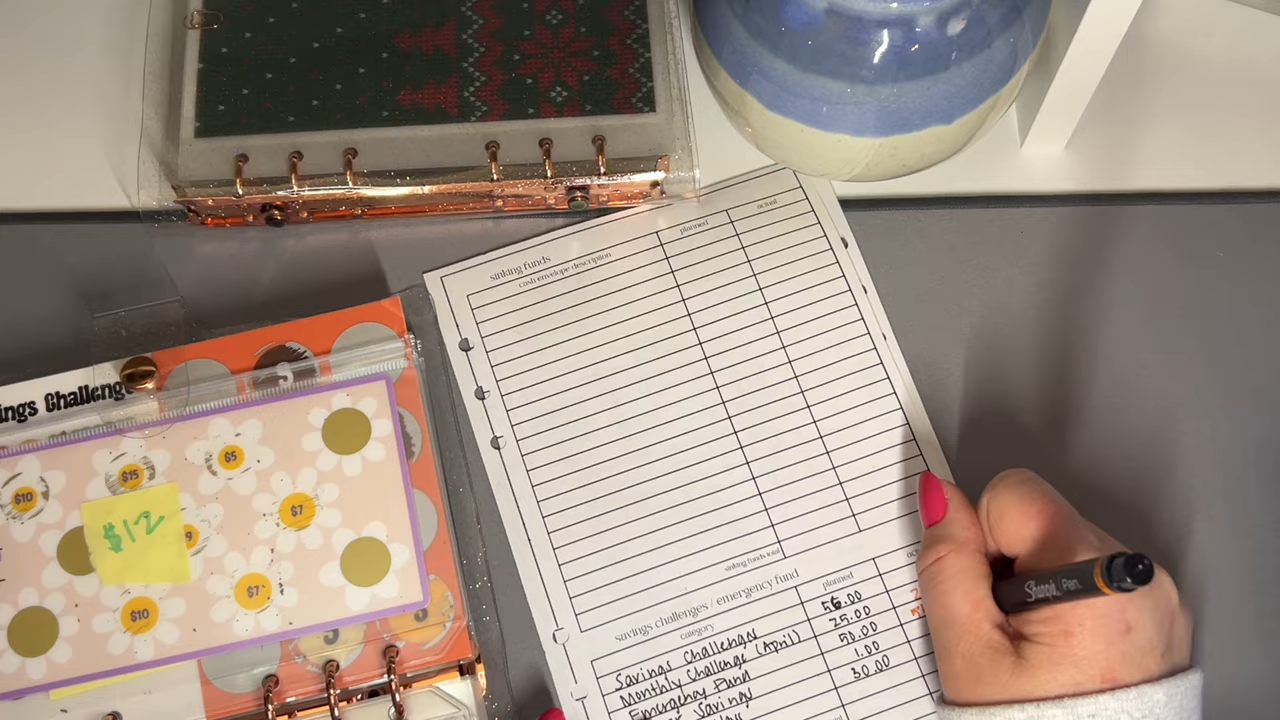 ings Challenge
$10
$15
$5
$12
9
$7
$10
$7
sinking funds
cash envelope description
planned
actual
sinking funds total
savings challenges / emergency fund
category
planned
Savings Challenges 56.00
Monthly Challenge (April) 25.00
Emergency Fund 50.00
Savings 1.00
30.00
Sharpie Pen.